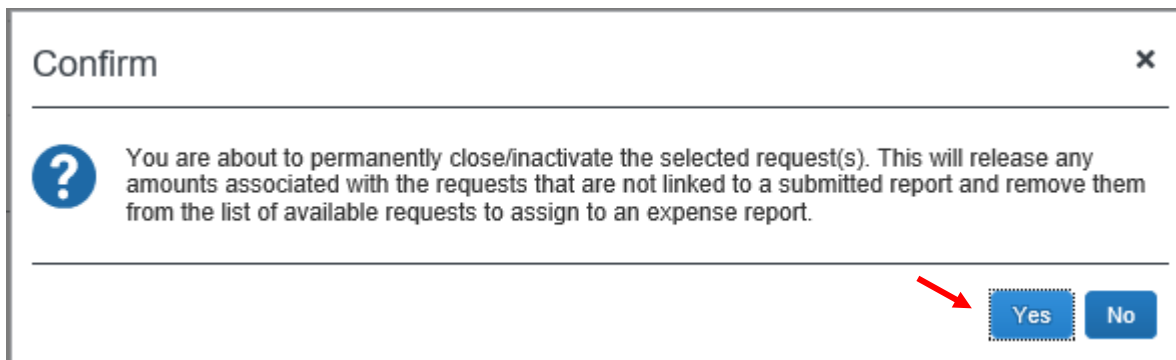 Confirm
You are about to permanently close/inactivate the selected request(s). This will release any
amounts associated with the requests that are not linked to a submitted report and remove them
from the list of available requests to assign to an expense report.
Yes No